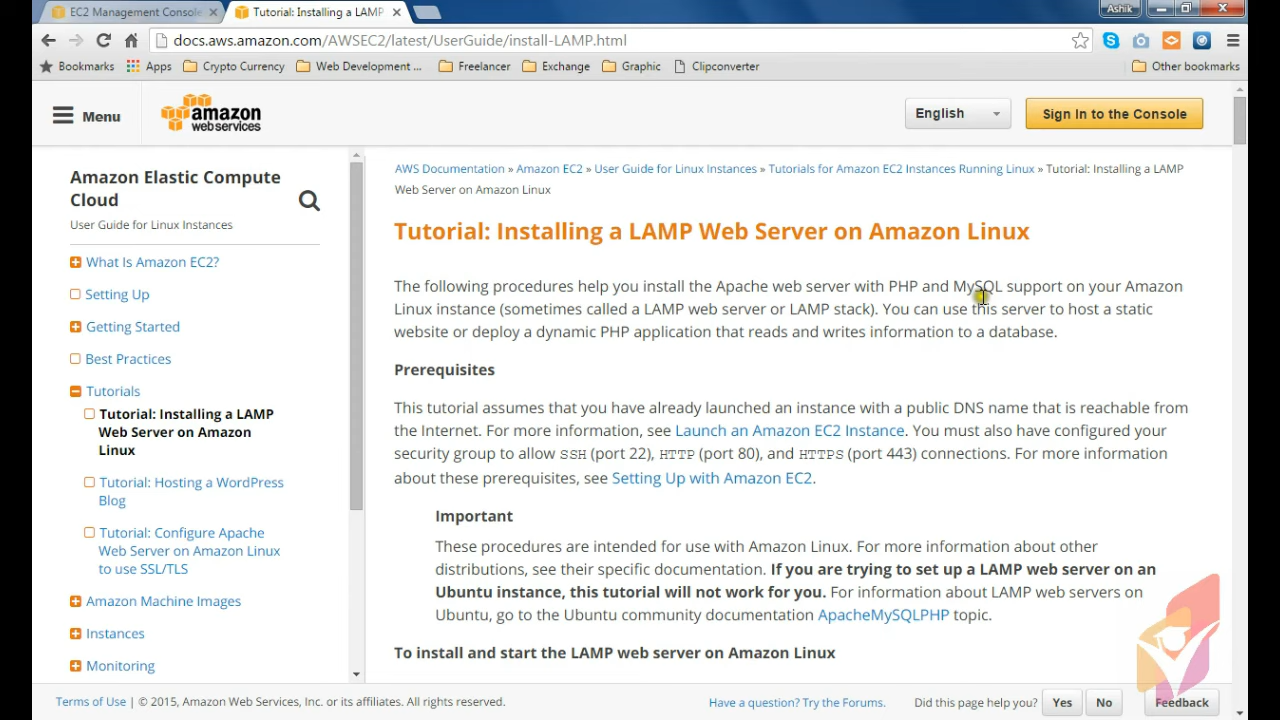 EC2 Management Console
Tutorial: Installing a LAMP
Ashik
docs.aws.amazon.com/AWSEC2/latest/UserGuide/install-LAMP.html
Bookmarks Apps Crypto Currency Web Development ... Freelancer Exchange Graphic Clipconverter Other bookmarks
Menu
amazon
web services
English
Sign In to the Console
Amazon Elastic Compute
Cloud
User Guide for Linux Instances
What Is Amazon EC2?
Setting Up
Getting Started
Best Practices
Tutorials
Tutorial: Installing a LAMP
Web Server on Amazon
Linux
Tutorial: Hosting a WordPress
Blog
Tutorial: Configure Apache
Web Server on Amazon Linux
to use SSL/TLS
Amazon Machine Images
Instances
Monitoring
AWS Documentation » Amazon EC2 » User Guide for Linux Instances » Tutorials for Amazon EC2 Instances Running Linux » Tutorial: Installing a LAMP
Web Server on Amazon Linux
Tutorial: Installing a LAMP Web Server on Amazon Linux
The following procedures help you install the Apache web server with PHP and MySQL support on your Amazon
Linux instance (sometimes called a LAMP web server or LAMP stack). You can use this server to host a static
website or deploy a dynamic PHP application that reads and writes information to a database.
Prerequisites
This tutorial assumes that you have already launched an instance with a public DNS name that is reachable from
the Internet. For more information, see Launch an Amazon EC2 Instance. You must also have configured your
security group to allow SSH (port 22), HTTP (port 80), and HTTPS (port 443) connections. For more information
about these prerequisites, see Setting Up with Amazon EC2.
Important
These procedures are intended for use with Amazon Linux. For more information about other
distributions, see their specific documentation. If you are trying to set up a LAMP web server on an
Ubuntu instance, this tutorial will not work for you. For information about LAMP web servers on
Ubuntu, go to the Ubuntu community documentation ApacheMySQLPHP topic.
To install and start the LAMP web server on Amazon Linux
Terms of Use | © 2015, Amazon Web Services, Inc. or its affiliates. All rights reserved.
Have a question? Try the Forums.
Did this page help you? Yes No Feedback